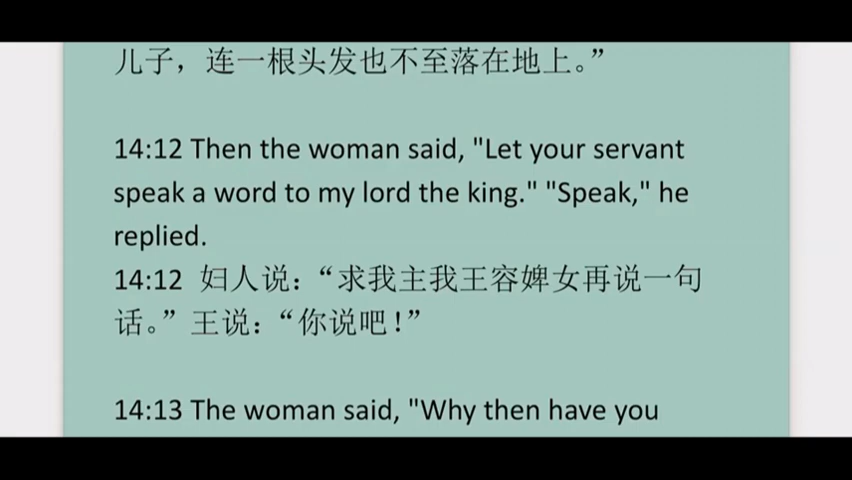 儿子，连一根头发也不至落在地上。”
14:12 Then the woman said, "Let your servant
speak a word to my lord the king." "Speak," he
replied.
14:12 妇人说：“求我主我王容婢女再说一句
话。”王说：“你说吧！”
14:13 The woman said, "Why then have you